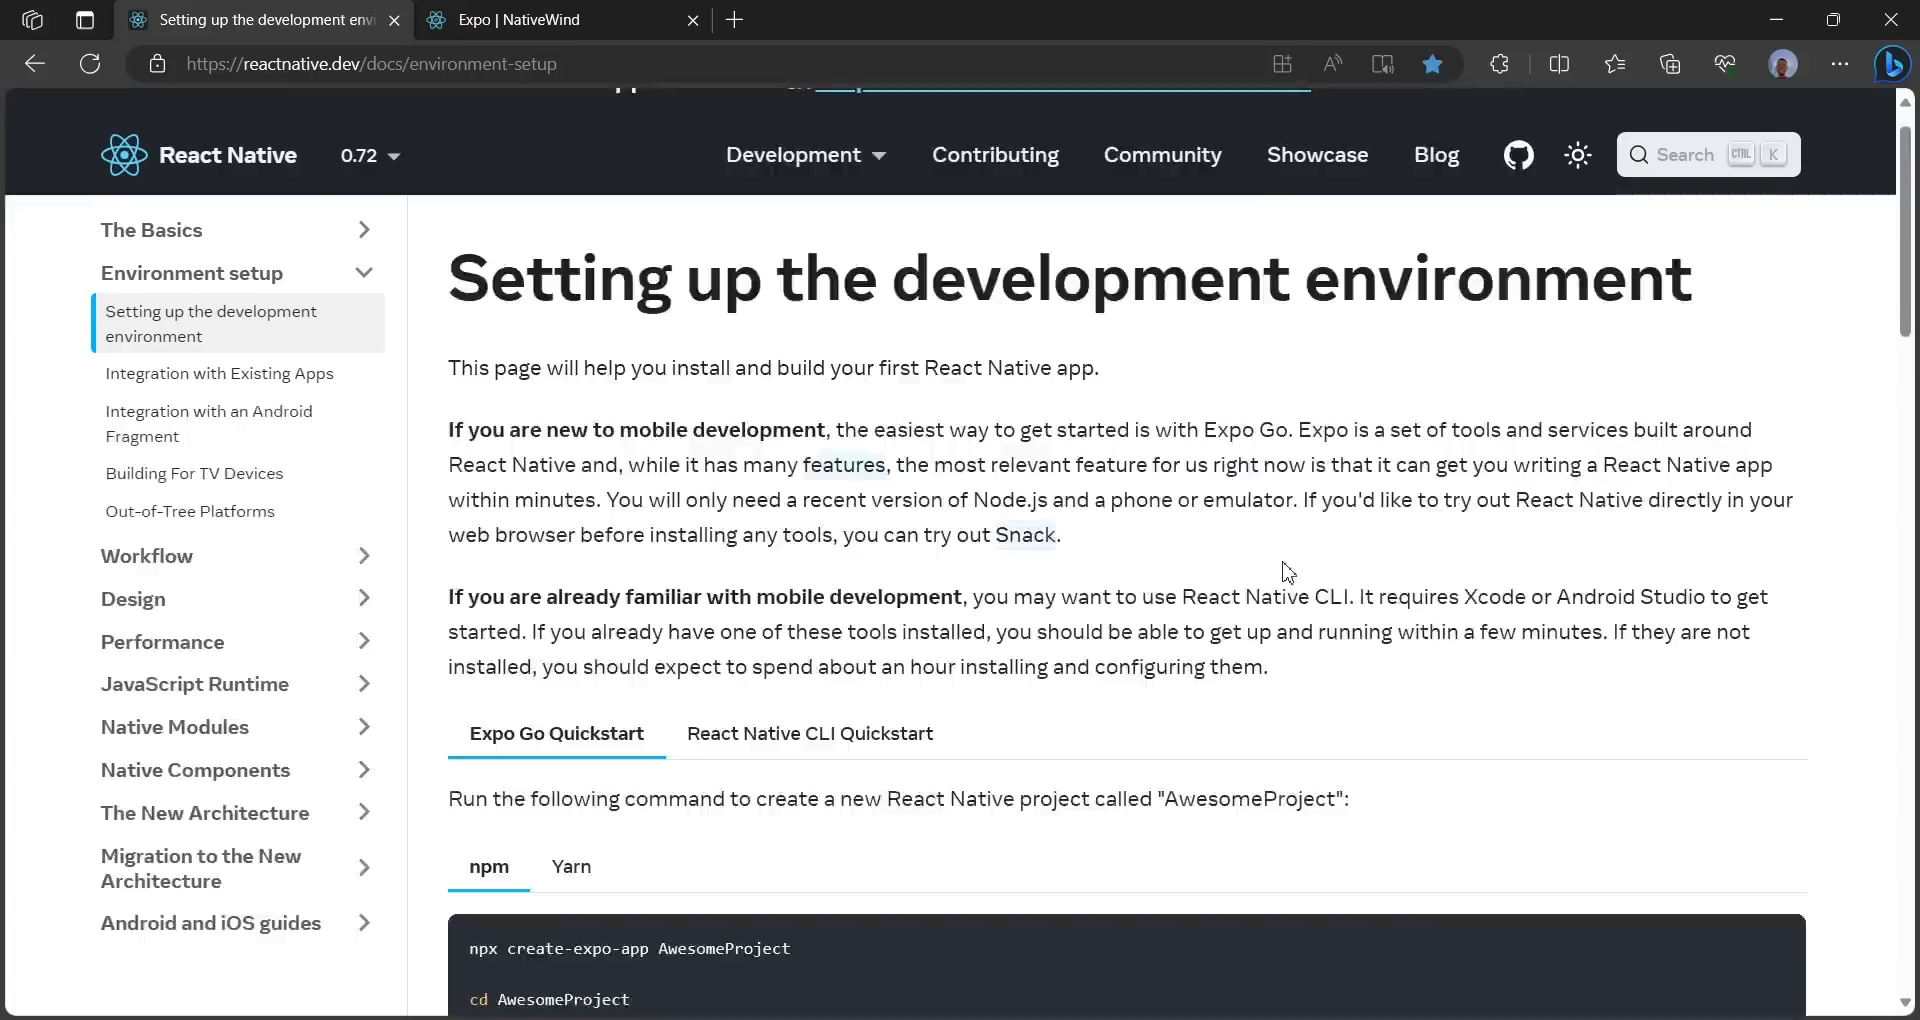 Setting up the development envi
Expo | NativeWind
https://reactnative.dev/docs/environment-setup
React Native
0.72
Development
Contributing
Community
Showcase
Blog
Search
CTRL
K
The Basics
Environment setup
Setting up the development
environment
Integration with Existing Apps
Integration with an Android
Fragment
Building For TV Devices
Out-of-Tree Platforms
Workflow
Design
Performance
JavaScript Runtime
Native Modules
Native Components
The New Architecture
Migration to the New
Architecture
Android and iOS guides
Setting up the development environment
This page will help you install and build your first React Native app.
If you are new to mobile development, the easiest way to get started is with Expo Go. Expo is a set of tools and services built around
React Native and, while it has many features, the most relevant feature for us right now is that it can get you writing a React Native app
within minutes. You will only need a recent version of Node.js and a phone or emulator. If you'd like to try out React Native directly in your
web browser before installing any tools, you can try out Snack.
If you are already familiar with mobile development, you may want to use React Native CLI. It requires Xcode or Android Studio to get
started. If you already have one of these tools installed, you should be able to get up and running within a few minutes. If they are not
installed, you should expect to spend about an hour installing and configuring them.
Expo Go Quickstart
React Native CLI Quickstart
Run the following command to create a new React Native project called "AwesomeProject":
npm
Yarn
npx create-expo-app AwesomeProject
cd AwesomeProject